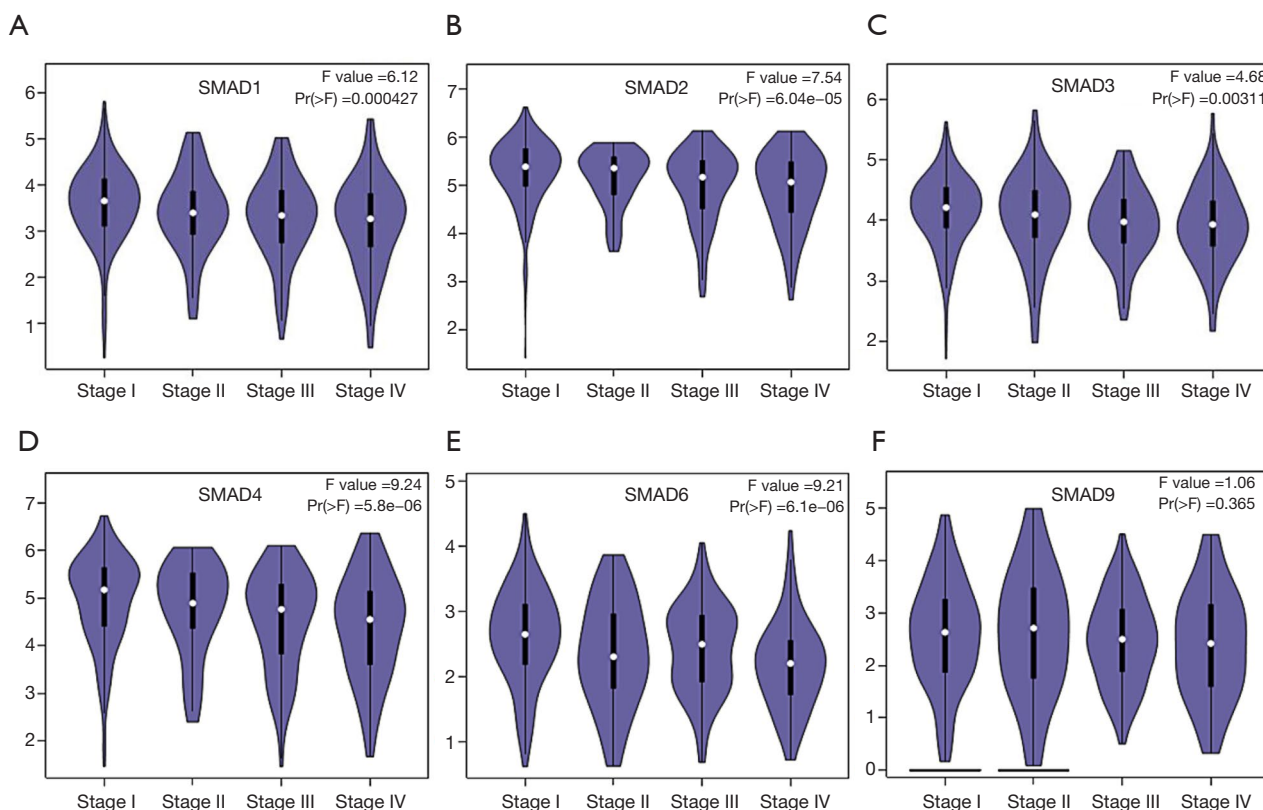 A
SMAD1
F value =6.12
Pr(>F) =0.000427
6
5
4
3
2
1
Stage I Stage II Stage III Stage IV
B
SMAD2
F value =7.54
Pr(>F) =6.04e−05
7
6
5
4
3
2
Stage I Stage II Stage III Stage IV
C
SMAD3
F value =4.68
Pr(>F) =0.00311
6
5
4
3
2
Stage I Stage II Stage III Stage IV
D
SMAD4
F value =9.24
Pr(>F) =5.8e−06
7
6
5
4
3
2
Stage I Stage II Stage III Stage IV
E
SMAD6
F value =9.21
Pr(>F) =6.1e−06
5
4
3
2
1
Stage I Stage II Stage III Stage IV
F
SMAD9
F value =1.06
Pr(>F) =0.365
5
4
3
2
1
0
Stage I Stage II Stage III Stage IV